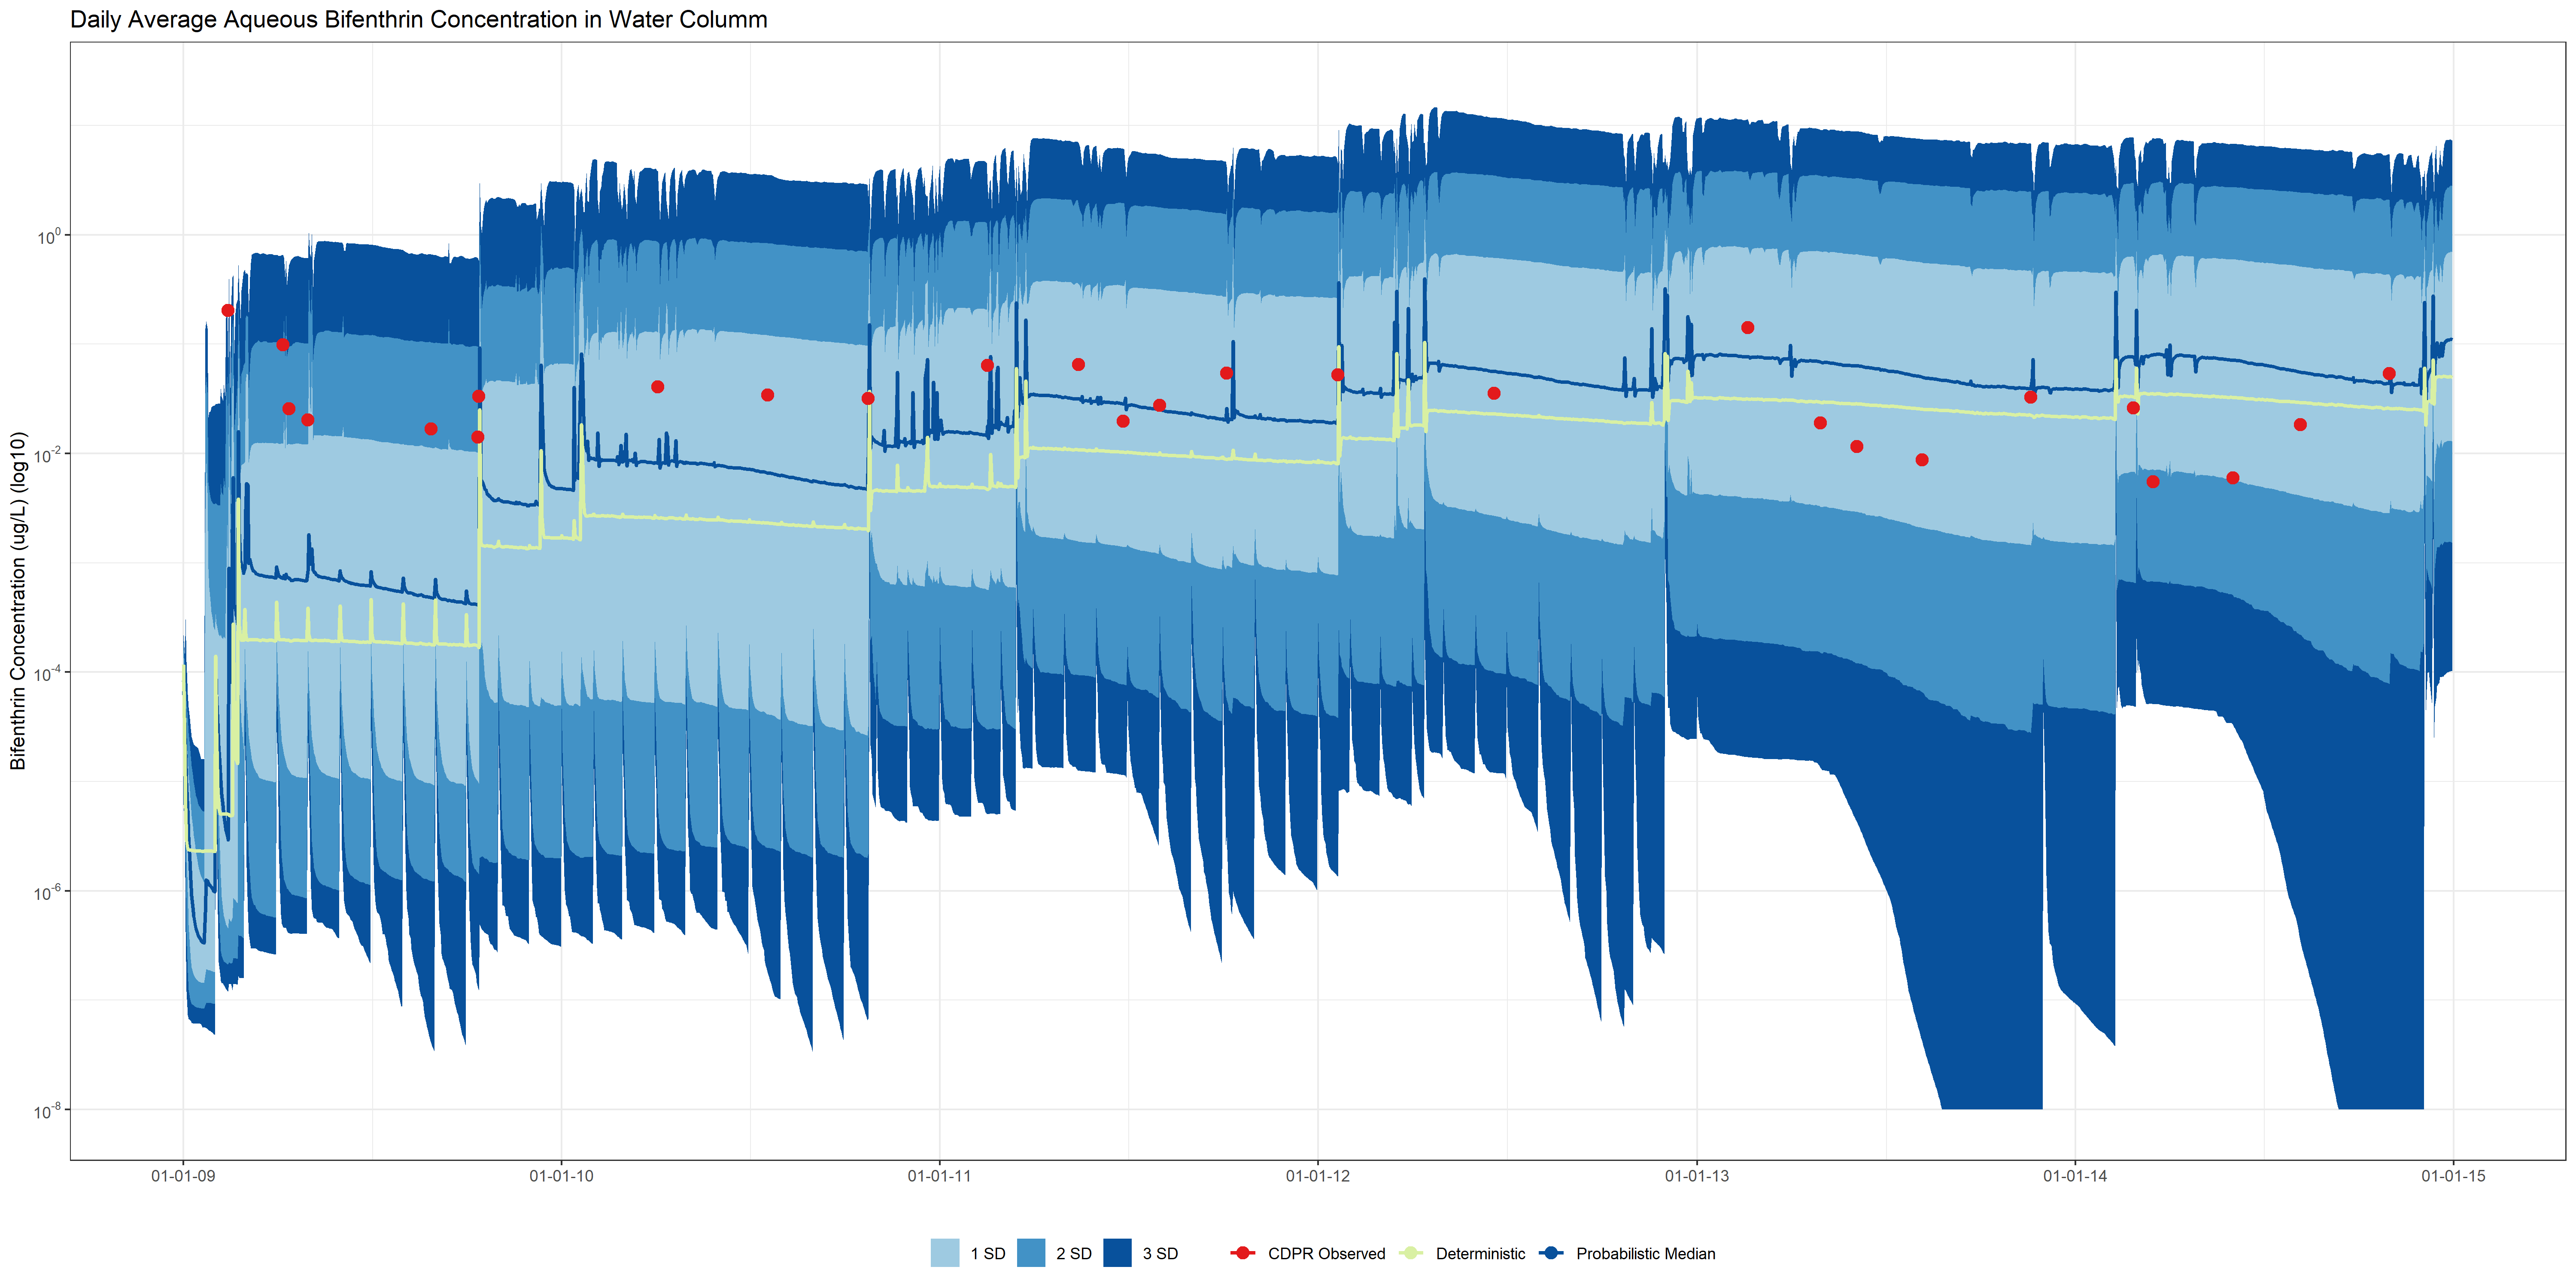 Daily Average Aqueous Bifenthrin Concentration in Water Columm
Bifenthrin Concentration (ug/L) (log10)
10^0
10^-2
10^-4
10^-6
10^-8
01-01-09 01-01-10 01-01-11 01-01-12 01-01-13 01-01-14 01-01-15
1 SD 2 SD 3 SD CDPR Observed Deterministic Probabilistic Median